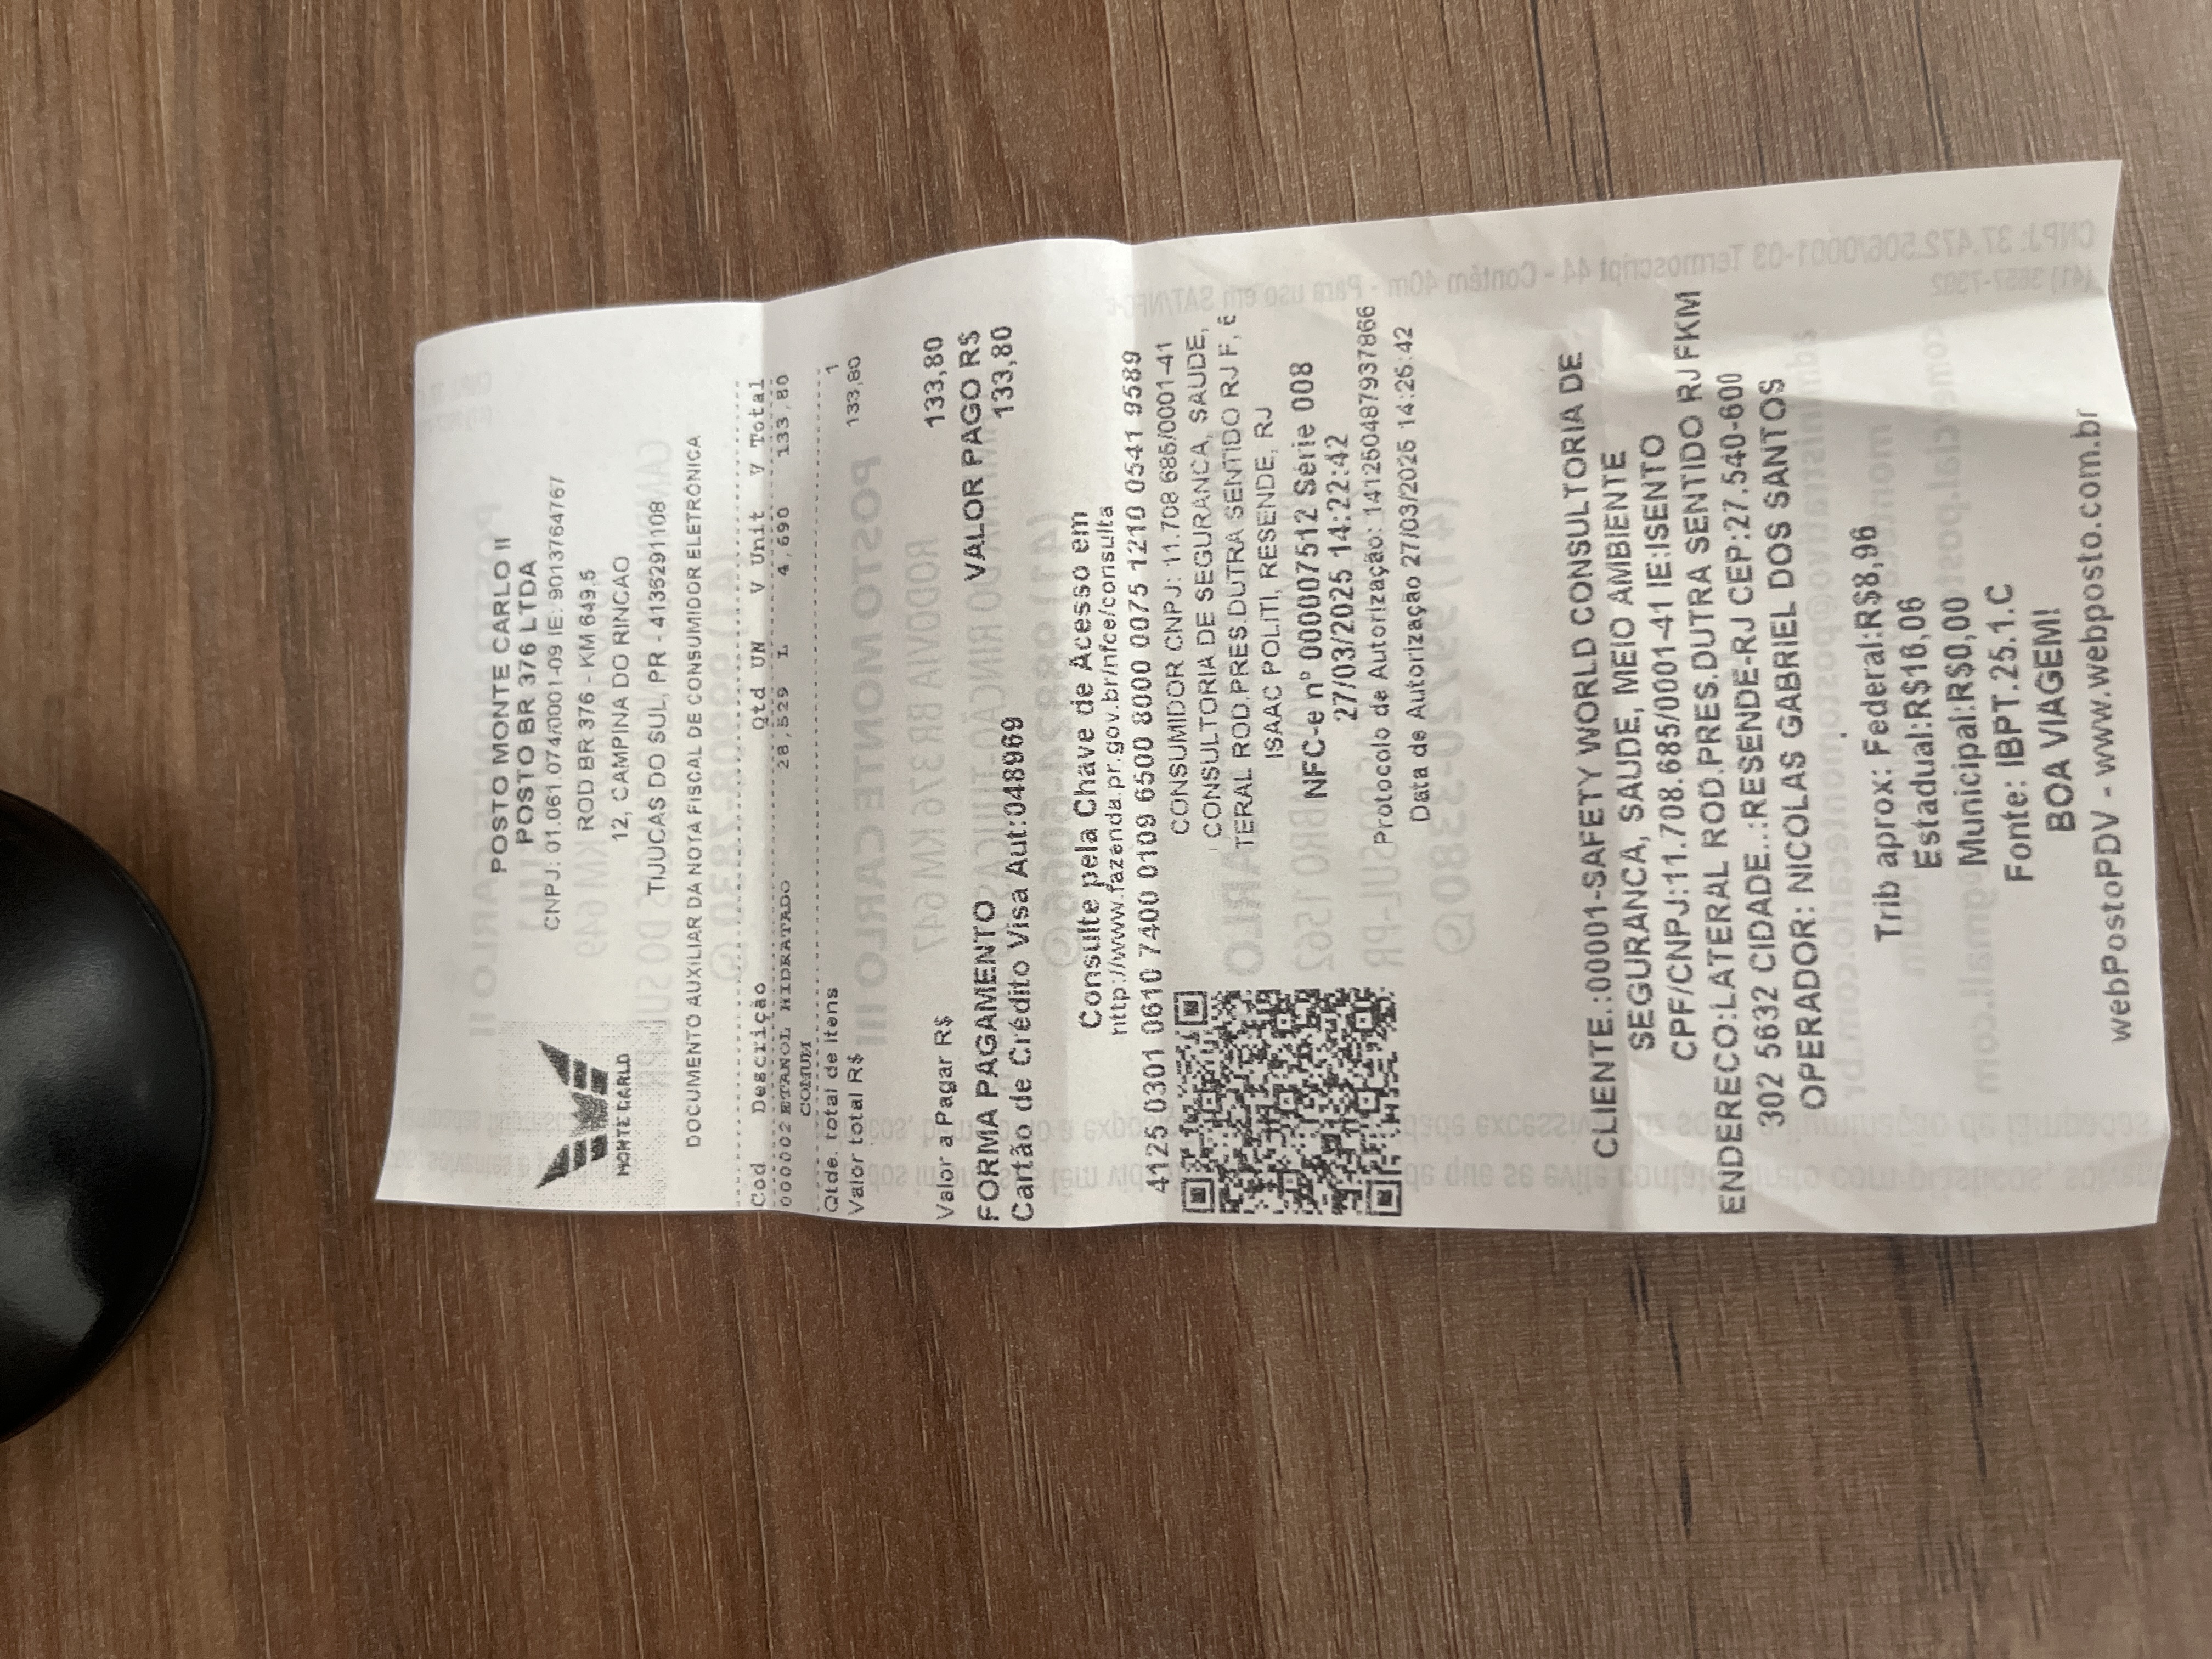 POSTO MONTE CARLO II
POSTO BR 376 LTDA
CNPJ: 01.061.074/0001-09 IE: 9013764767
ROD BR 376 - KM 649.5
12, CAMPINA DO RINCAO
TIJUCAS DO SUL, PR - 4136291108
MONTE CARLO
DOCUMENTO AUXILIAR DA NOTA FISCAL DE CONSUMIDOR ELETRÔNICA
Cod Descrição Qtd UN V Unit V Total
000002 ETANOL HIDRATADO 28,529 L 4,690 133,80
COMUM
Qtde. total de itens 1
Valor total R$ 133,80
Valor a Pagar R$ 133,80
FORMA PAGAMENTO VALOR PAGO R$
Cartão de Crédito Visa Aut:048969 133,80
Consulte pela Chave de Acesso em
http://www.fazenda.pr.gov.br/nfce/consulta
4125 0301 0610 7400 0109 6500 8000 0075 1210 0541 9589
CONSUMIDOR CNPJ: 11.708.685/0001-41
CONSULTORIA DE SEGURANCA, SAUDE,
TERAL ROD.PRES.DUTRA SENTIDO RJ F, É
ISAAC POLITI, RESENDE, RJ
NFC-e nº 000007512 Série 008
27/03/2025 14:22:42
Protocolo de Autorização: 141250487937866
Data de Autorização 27/03/2025 14:25:42
CLIENTE.:00001-SAFETY WORLD CONSULTORIA DE
SEGURANCA, SAUDE, MEIO AMBIENTE
CPF/CNPJ:11.708.685/0001-41 IE:ISENTO
ENDERECO:LATERAL ROD.PRES.DUTRA SENTIDO RJ FKM
302 5632 CIDADE..:RESENDE-RJ CEP:27.540-600
OPERADOR: NICOLAS GABRIEL DOS SANTOS
Trib aprox: Federal:R$8,96
Estadual:R$16,06
Municipal:R$0,00
Fonte: IBPT.25.1.C
BOA VIAGEM!
webPostoPDV - www.webposto.com.br